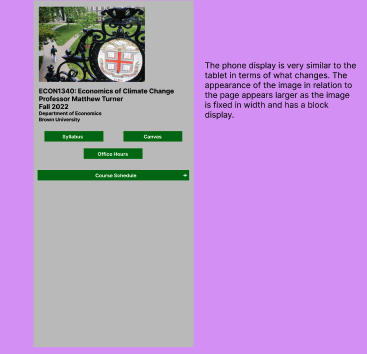 ECON1340: Economics of Climate Change
Professor Matthew Turner
Fall 2022
Department of Economics
Brown University
Syllabus
Canvas
Office Hours
Course Schedule +
The phone display is very similar to the
tablet in terms of what changes. The
appearance of the image in relation to
the page appears larger as the image
is fixed in width and has a block
display.